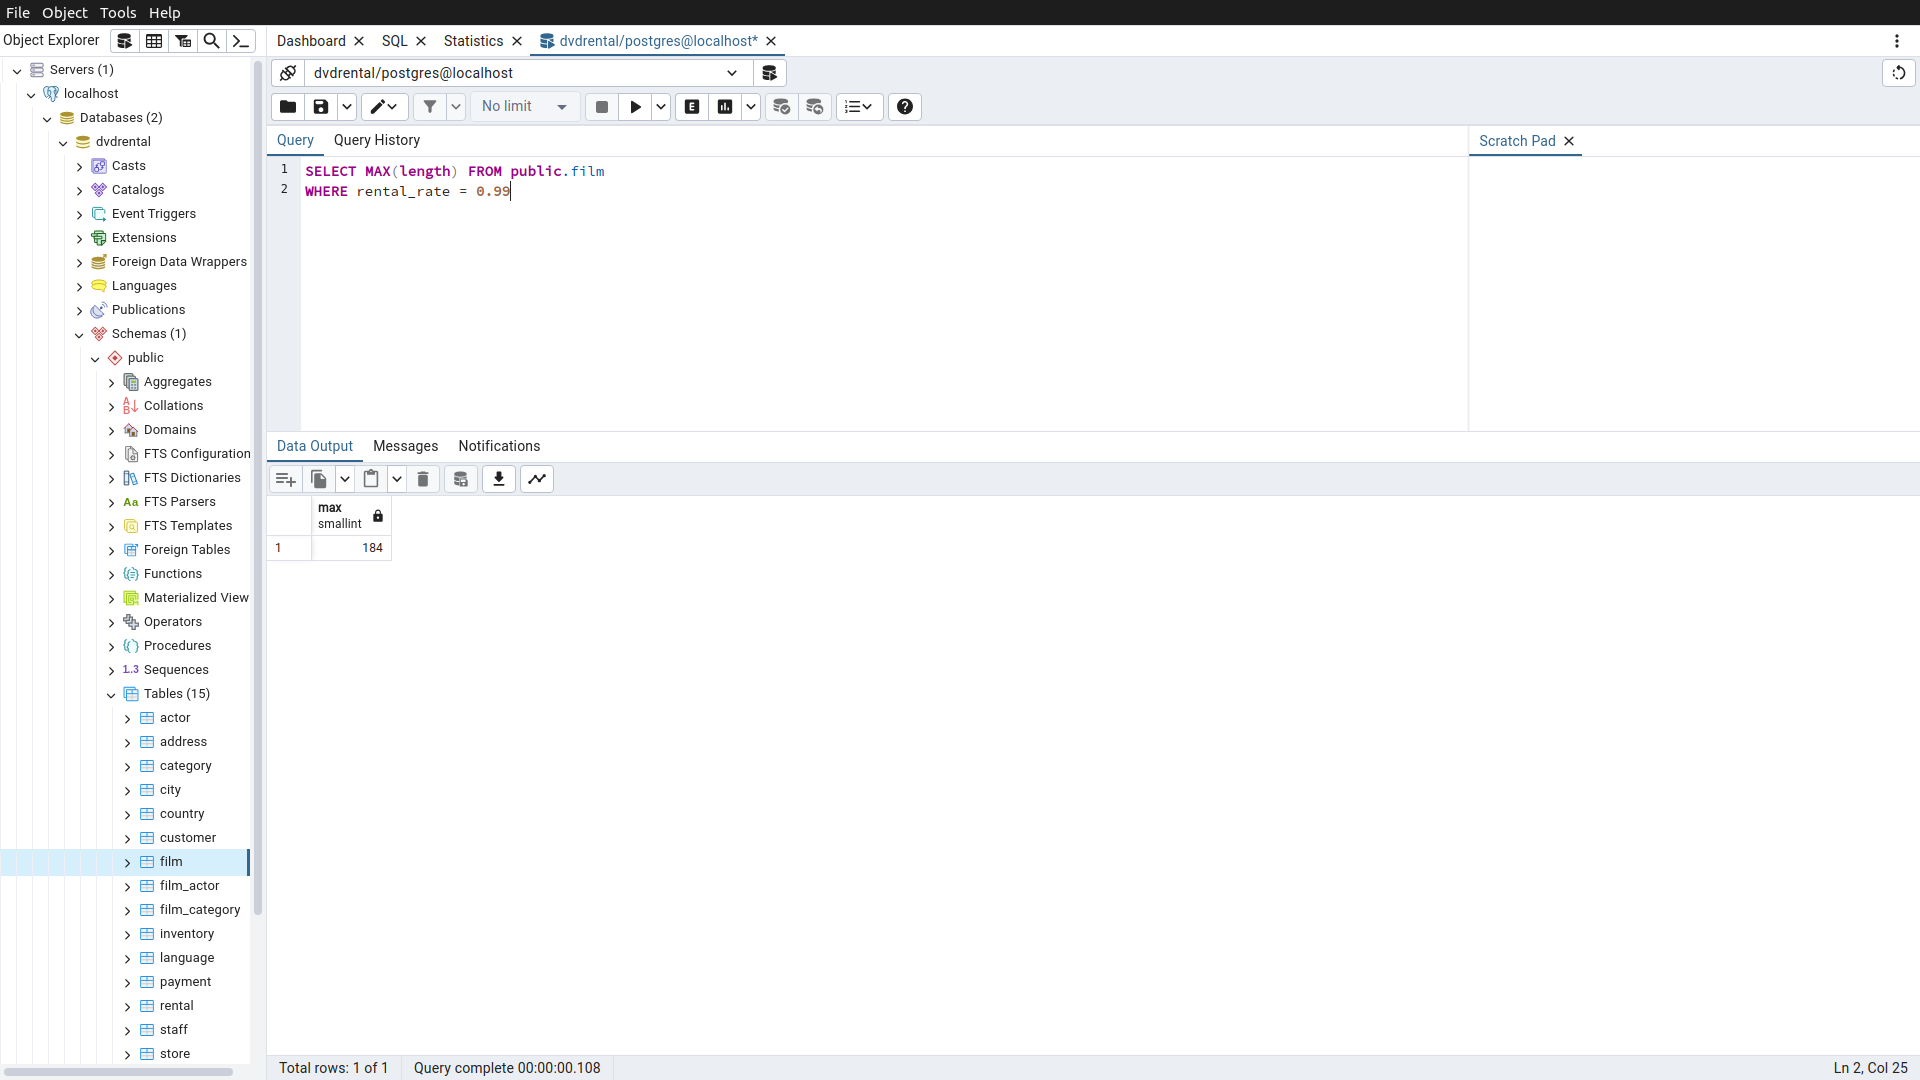 File Object Tools Help
Object Explorer
Dashboard SQL Statistics dvdrental/postgres@localhost*
dvdrental/postgres@localhost
No limit
E
Query Query History
Scratch Pad
1 SELECT MAX(length) FROM public.film
2 WHERE rental_rate = 0.99
Data Output Messages Notifications
max
smallint
1 184
Servers (1)
localhost
Databases (2)
dvdrental
Casts
Catalogs
Event Triggers
Extensions
Foreign Data Wrappers
Languages
Publications
Schemas (1)
public
Aggregates
Collations
Domains
FTS Configuration
FTS Dictionaries
Aa FTS Parsers
FTS Templates
Foreign Tables
Functions
Materialized View
Operators
Procedures
1..3 Sequences
Tables (15)
actor
address
category
city
country
customer
film
film_actor
film_category
inventory
language
payment
rental
staff
store
Total rows: 1 of 1 Query complete 00:00:00.108 Ln 2, Col 25